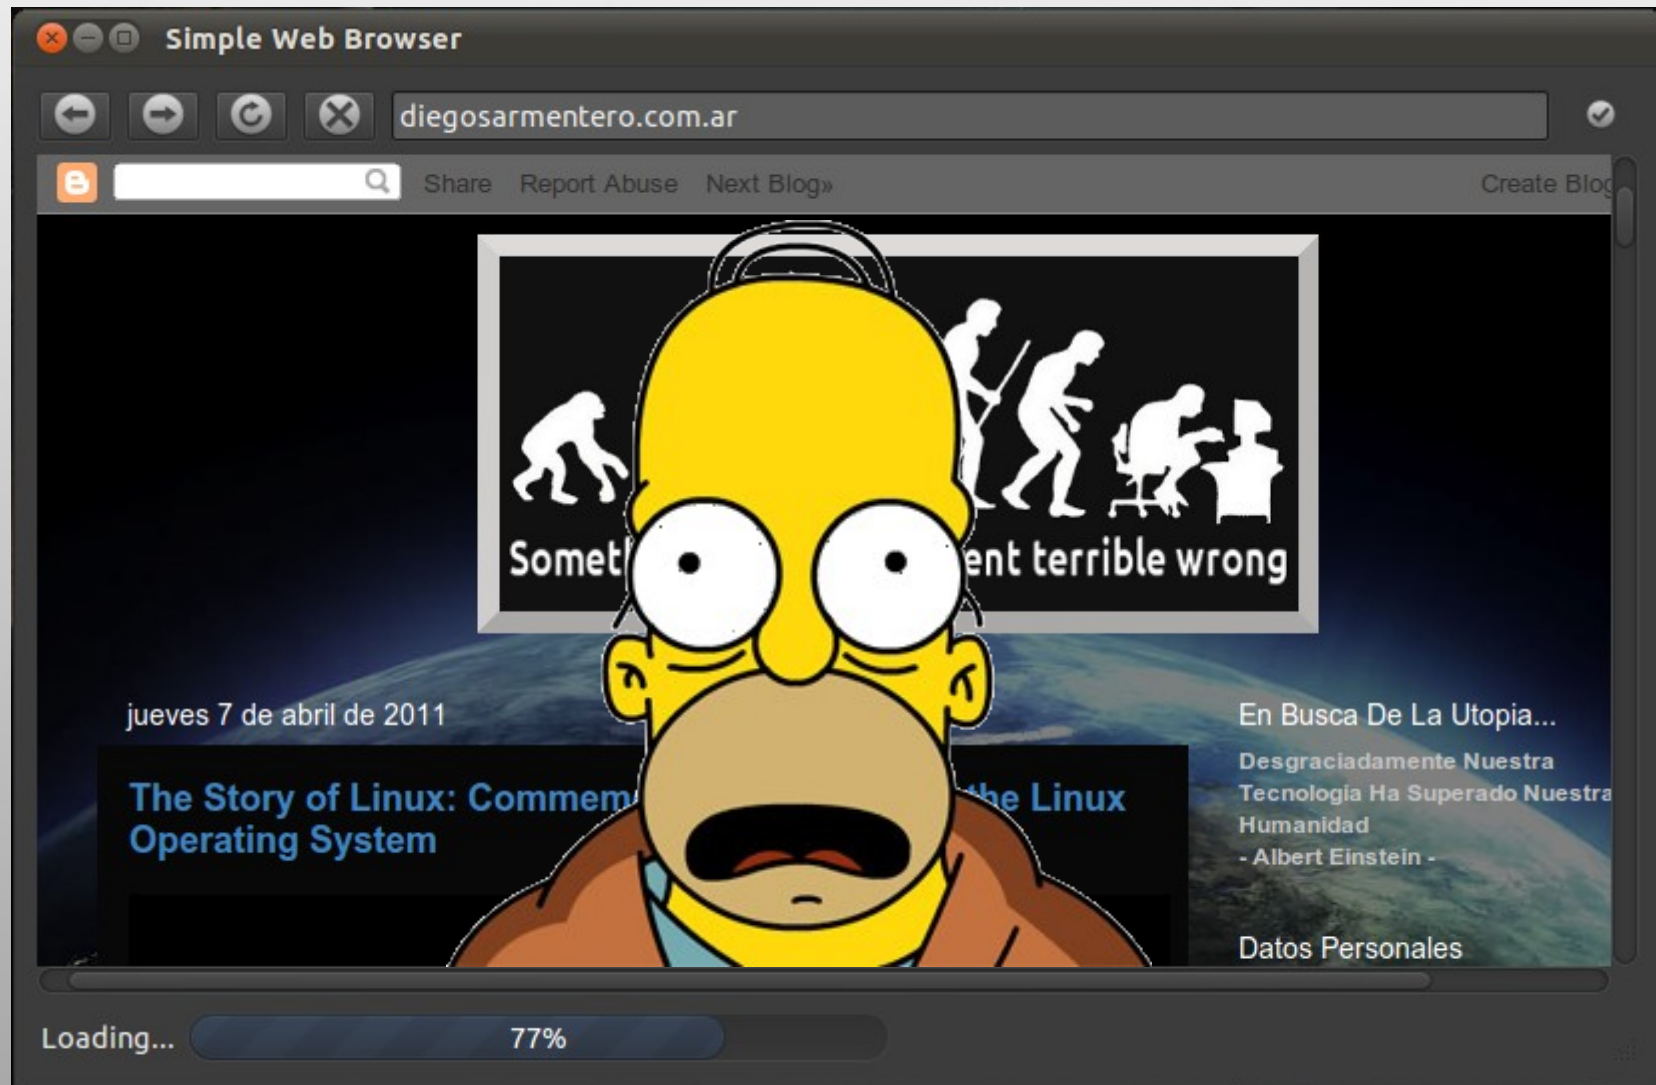 Simple Web Browser
diegosarmentero.com.ar
Share Report Abuse Next Blog» Create Blog
Somet ent terrible wrong
jueves 7 de abril de 2011
En Busca De La Utopia...
Desgraciadamente Nuestra
Tecnologia Ha Superado Nuestra
Humanidad
- Albert Einstein -
The Story of Linux: Commem the Linux
Operating System
Datos Personales
Loading... 77%